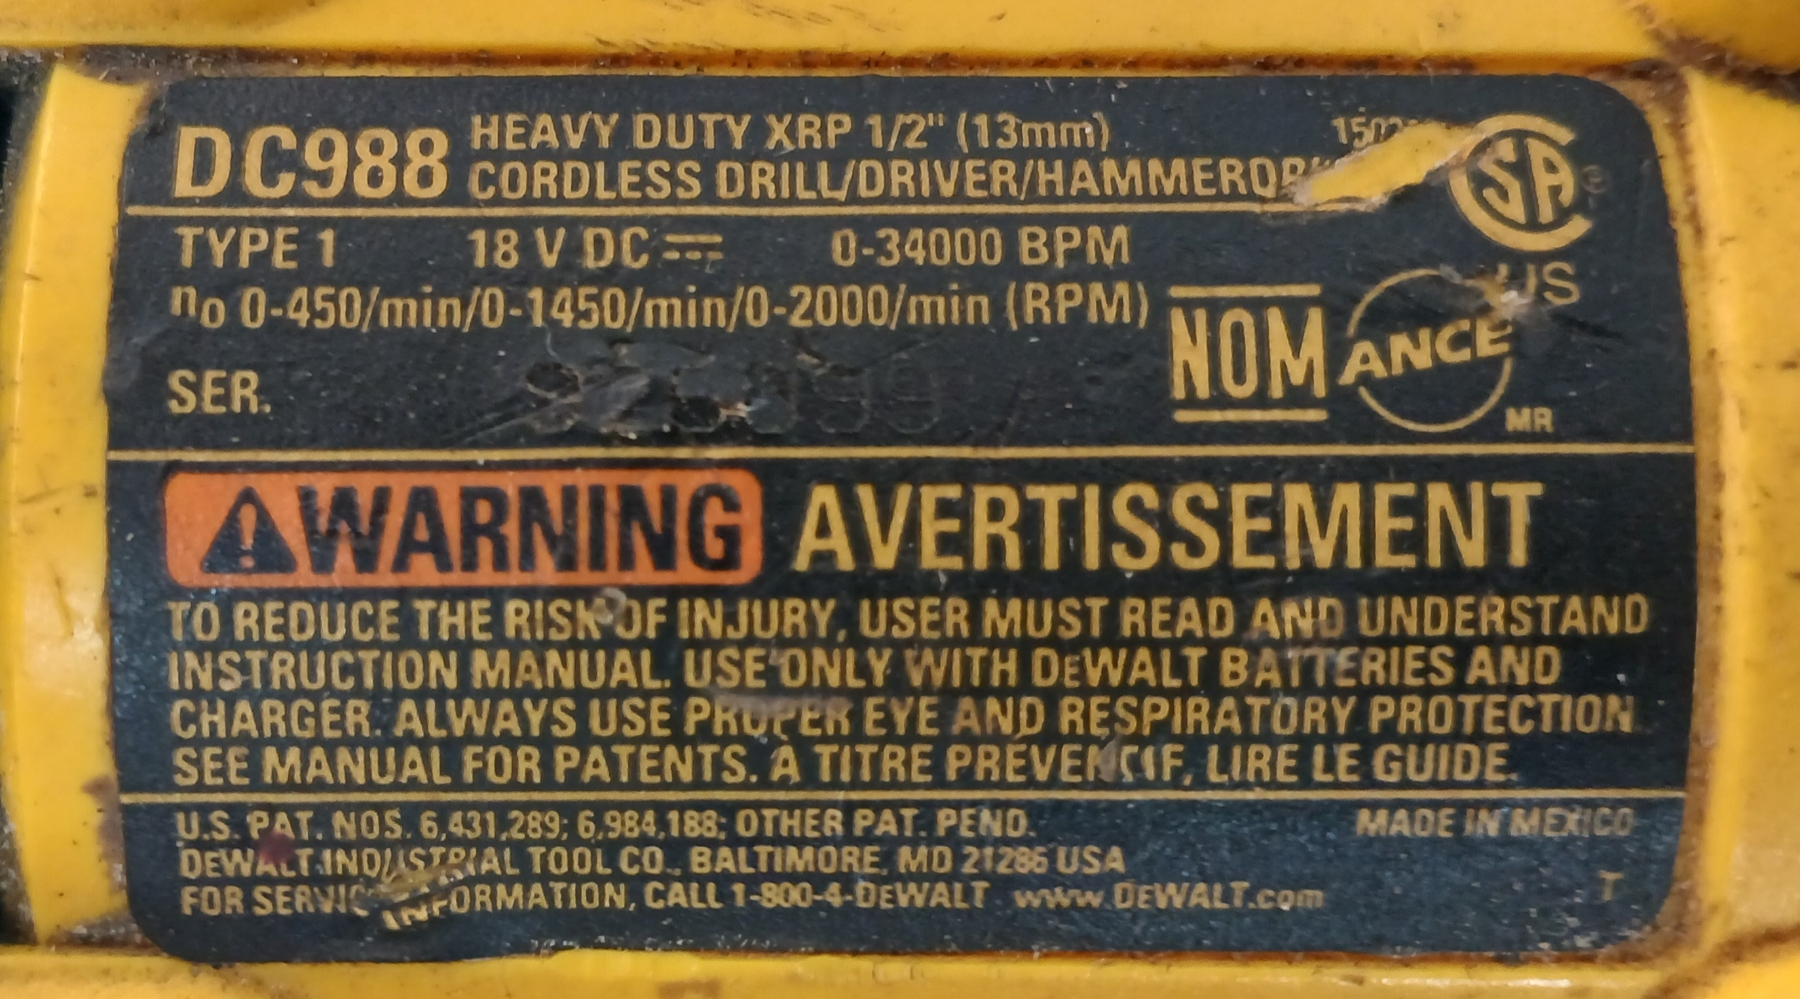 DC988
HEAVY DUTY XRP 1/2" (13mm)
CORDLESS DRILL/DRIVER/
SA
TYPE 1 18 V DC 0-34000 BPM
US
no 0-450/min/0-1450/min/0-2000/min (RPM)
NOM ANCE
MR
SER.
WARNING AVERTISSEMENT
TO REDUCE THE RISK OF INJURY, USER MUST READ AND UNDERSTAND
INSTRUCTION MANUAL. USE ONLY WITH DeWALT BATTERIES AND
CHARGER. ALWAYS USE PROPER EYE AND RESPIRATORY PROTECTION.
SEE MANUAL FOR PATENTS. A TITRE PRÉVENTIF, LIRE LE GUIDE.
U.S. PAT. NOS. 6,431,289; 6,984,188; OTHER PAT. PEND. MADE IN MEXICO
DeWALT INDUSTRIAL TOOL CO., BALTIMORE, MD 21286 USA
FOR SERVICE INFORMATION, CALL 1-800-4-DeWALT www.DeWALT.com
T